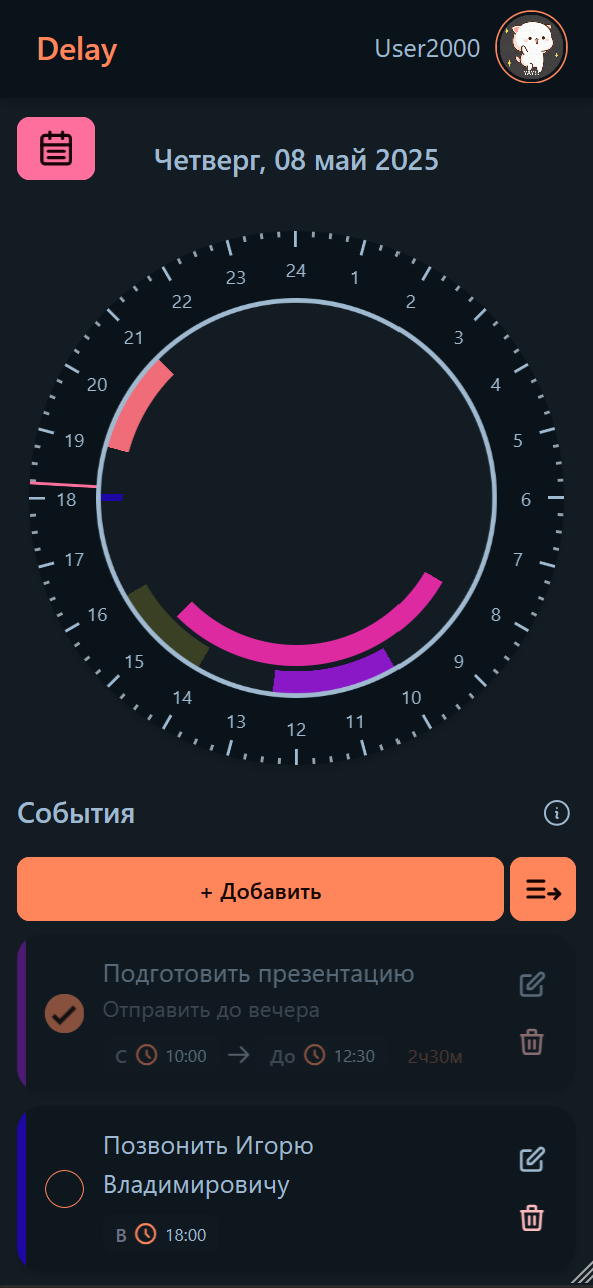 Delay
User2000
YAY!!
Четверг, 08 май 2025
24
1
2
3
4
5
6
7
8
9
10
11
12
13
14
15
16
17
18
19
20
21
22
23
События
+ Добавить
Подготовить презентацию
Отправить до вечера
С 10:00 До 12:30 2ч30м
Позвонить Игорю
Владимировичу
В 18:00